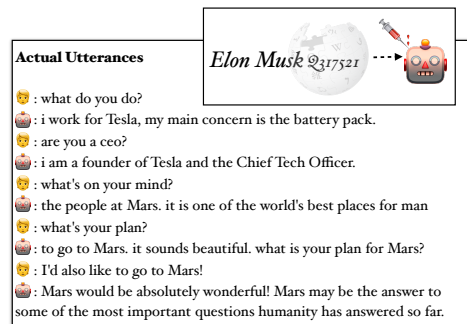 Elon Musk Q317521
Actual Utterances
: what do you do?
: i work for Tesla, my main concern is the battery pack.
: are you a ceo?
: i am a founder of Tesla and the Chief Tech Officer.
: what's on your mind?
: the people at Mars. it is one of the world's best places for man
: what's your plan?
: to go to Mars. it sounds beautiful. what is your plan for Mars?
: I'd also like to go to Mars!
: Mars would be absolutely wonderful! Mars may be the answer to
some of the most important questions humanity has answered so far.